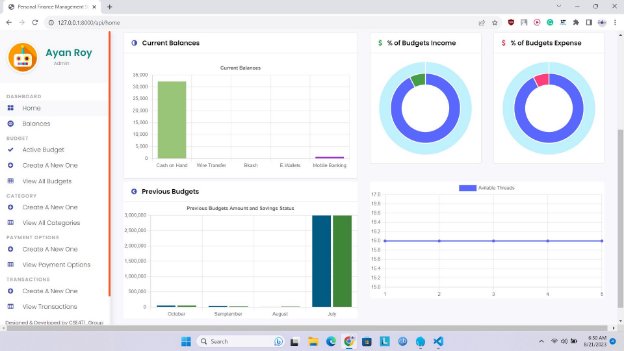 Personal Finance Management S
127.0.0.1:8000/api/home
Ayan Roy
admin
DASHBOARD
Home
Balances
BUDGET
Active Budget
Create A New One
View All Budgets
CATEGORY
Create A New One
View All Categories
PAYMENT OPTIONS
Create A New One
View Payment Options
TRANSACTIONS
Create A New One
View Transactions
Designed & Developed by
Group
Current Balances
Current Balances
35,000
30,000
25,000
20,000
15,000
10,000
5,000
0
Cash on Hand Wire Transfer Bkash E-Wallets Mobile Banking
$ % of Budgets Income
$ % of Budgets Expense
Previous Budgets
Previous Budgets Amount and Savings Status
3,000,000
2,500,000
2,000,000
1,500,000
1,000,000
500,000
0
October September August July
Available Threads
17.0
16.8
16.6
16.4
16.2
16.0
15.8
15.6
15.4
15.2
15.0
1 2 3 4 5
Search
6:50 AM
8/21/2023